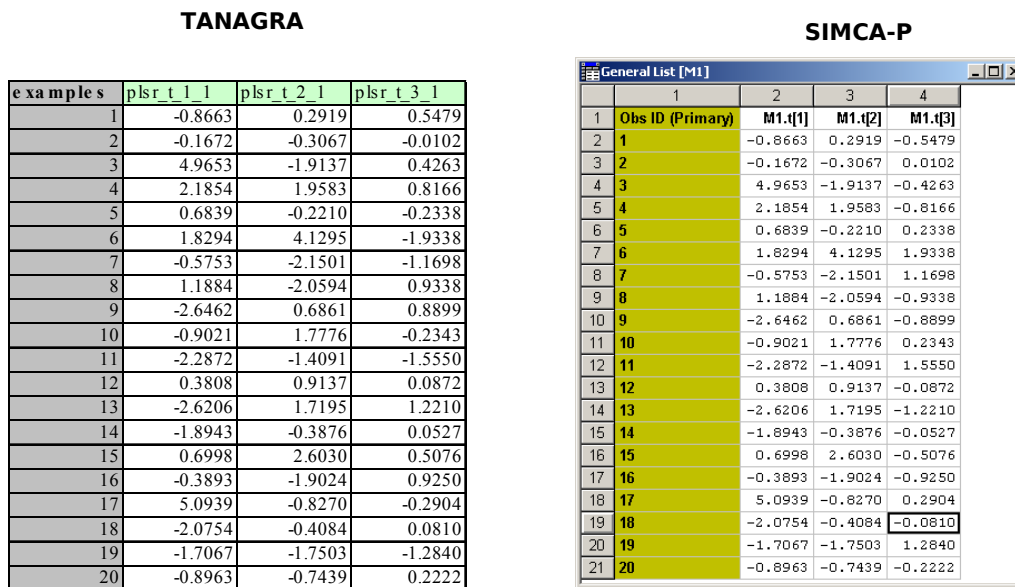 TANAGRA
examples plsr_t_1_1 plsr_t_2_1 plsr_t_3_1
1 -0.8663 0.2919 0.5479
2 -0.1672 -0.3067 -0.0102
3 4.9653 -1.9137 0.4263
4 2.1854 1.9583 0.8166
5 0.6839 -0.2210 -0.2338
6 1.8294 4.1295 -1.9338
7 -0.5753 -2.1501 -1.1698
8 1.1884 -2.0594 0.9338
9 -2.6462 0.6861 0.8899
10 -0.9021 1.7776 -0.2343
11 -2.2872 -1.4091 -1.5550
12 0.3808 0.9137 0.0872
13 -2.6206 1.7195 1.2210
14 -1.8943 -0.3876 0.0527
15 0.6998 2.6030 0.5076
16 -0.3893 -1.9024 0.9250
17 5.0939 -0.8270 -0.2904
18 -2.0754 -0.4084 0.0810
19 -1.7067 -1.7503 -1.2840
20 -0.8963 -0.7439 0.2222
SIMCA-P
General List [M1]
1 2 3 4
1 Obs ID (Primary) M1.t[1] M1.t[2] M1.t[3]
2 1 -0.8663 0.2919 -0.5479
3 2 -0.1672 -0.3067 0.0102
4 3 4.9653 -1.9137 -0.4263
5 4 2.1854 1.9583 -0.8166
6 5 0.6839 -0.2210 0.2338
7 6 1.8294 4.1295 1.9338
8 7 -0.5753 -2.1501 1.1698
9 8 1.1884 -2.0594 -0.9338
10 9 -2.6462 0.6861 -0.8899
11 10 -0.9021 1.7776 0.2343
12 11 -2.2872 -1.4091 1.5550
13 12 0.3808 0.9137 -0.0872
14 13 -2.6206 1.7195 -1.2210
15 14 -1.8943 -0.3876 -0.0527
16 15 0.6998 2.6030 -0.5076
17 16 -0.3893 -1.9024 -0.9250
18 17 5.0939 -0.8270 0.2904
19 18 -2.0754 -0.4084 -0.0810
20 19 -1.7067 -1.7503 1.2840
21 20 -0.8963 -0.7439 -0.2222